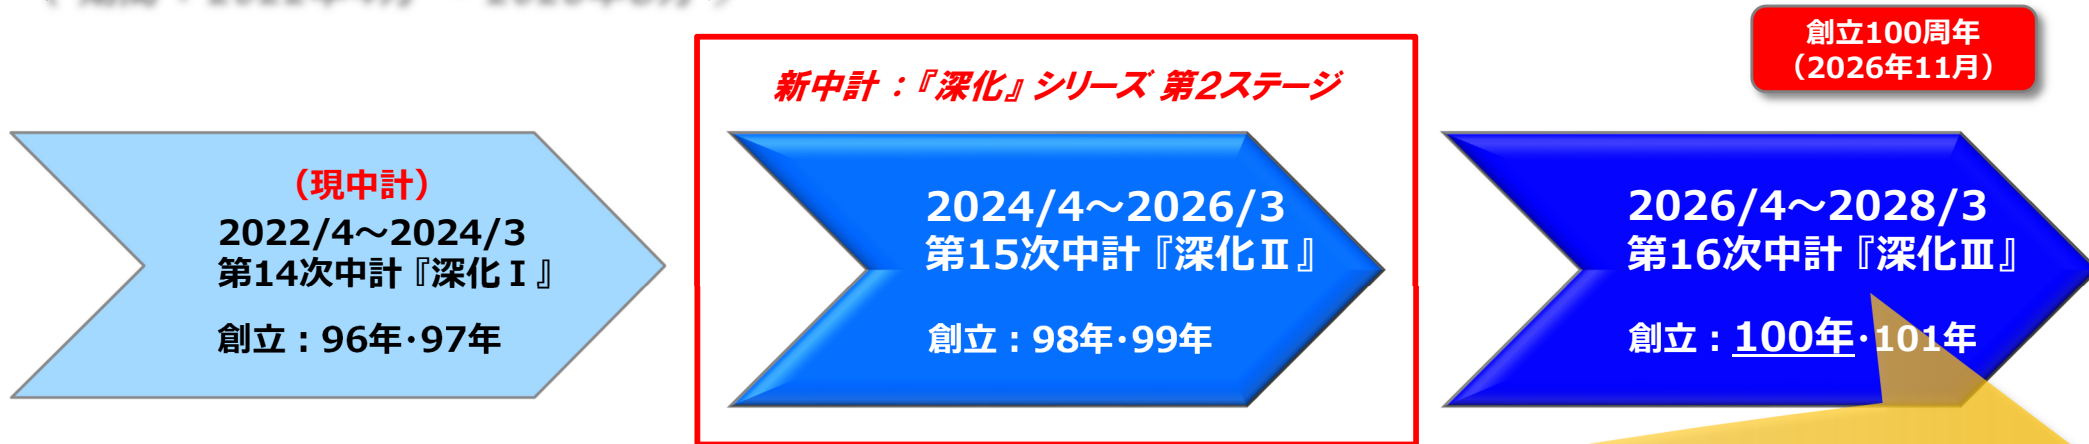 創立100周年
（2026年11月）
新中計：『深化』シリーズ 第2ステージ
（現中計）
2022/4～2024/3
第14次中計『深化Ⅰ』
創立：96年･97年
2024/4～2026/3
第15次中計『深化Ⅱ』
創立：98年･99年
2026/4～2028/3
第16次中計『深化Ⅲ』
創立：100年･101年